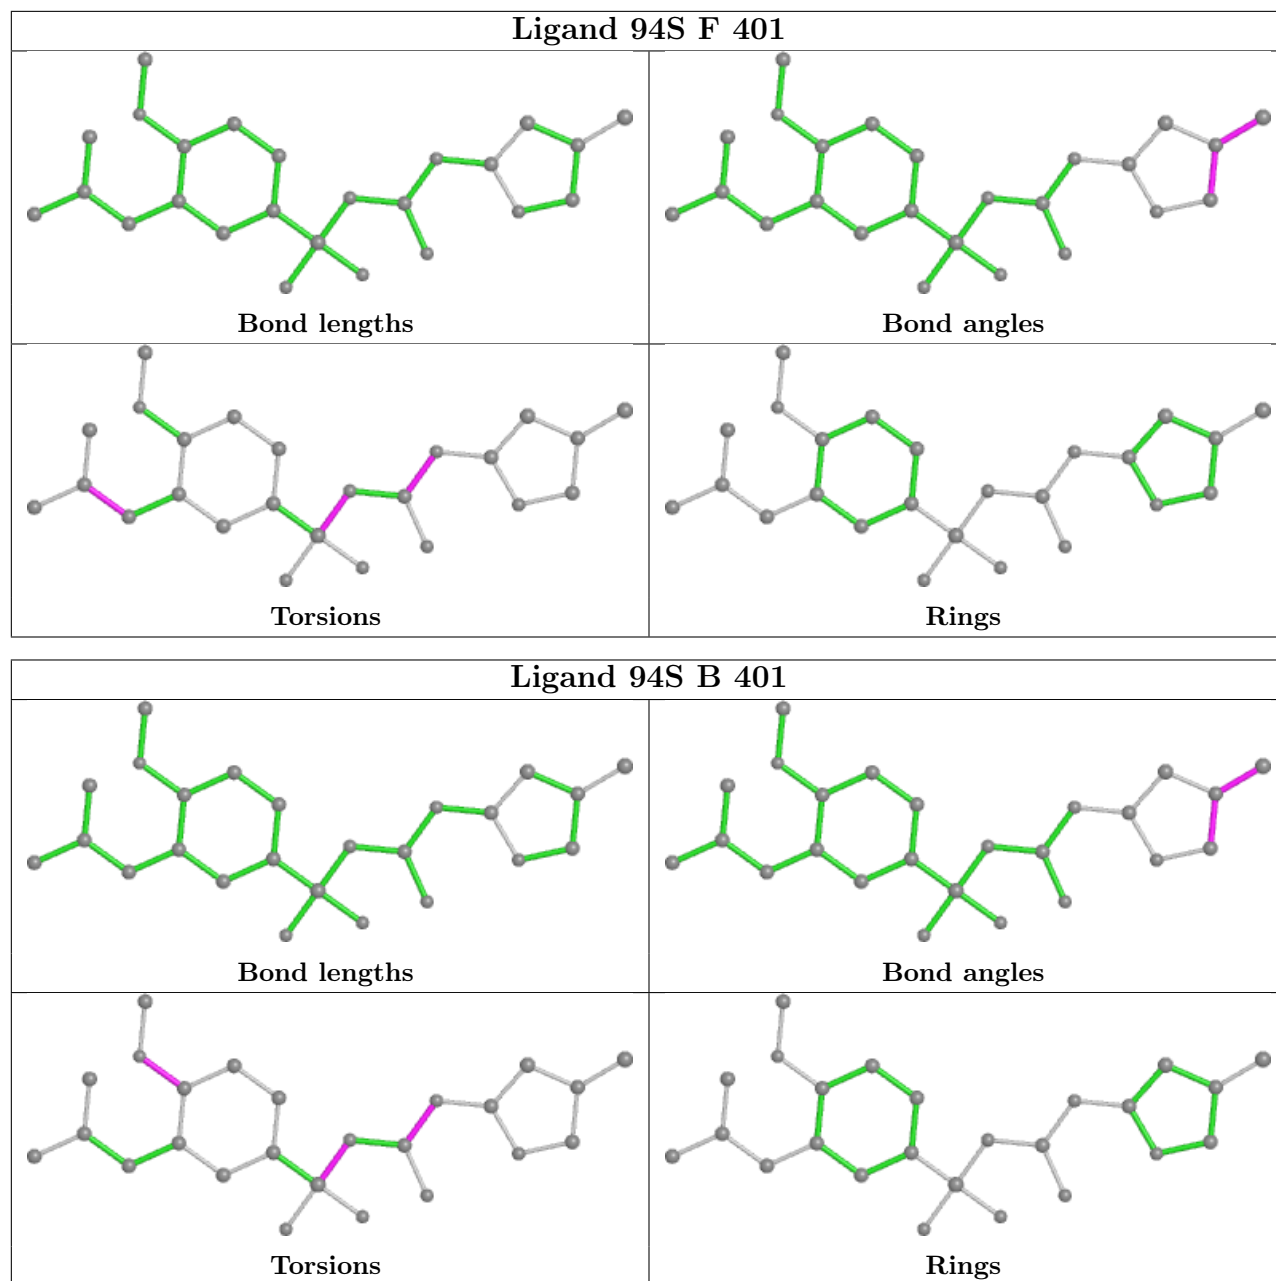 Ligand 94S F 401
Bond lengths
Bond angles
Torsions
Rings
Ligand 94S B 401
Bond lengths
Bond angles
Torsions
Rings